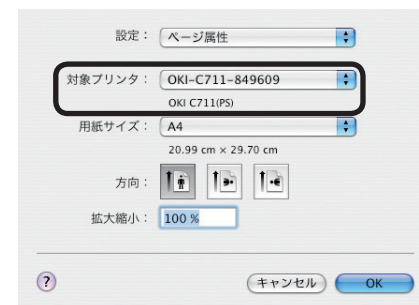 設定： ページ属性
対象プリンタ： OKI-C711-849609
OKI C711(PS)
用紙サイズ： A4
20.99 cm × 29.70 cm
方向：
拡大縮小： 100 %
? キャンセル OK